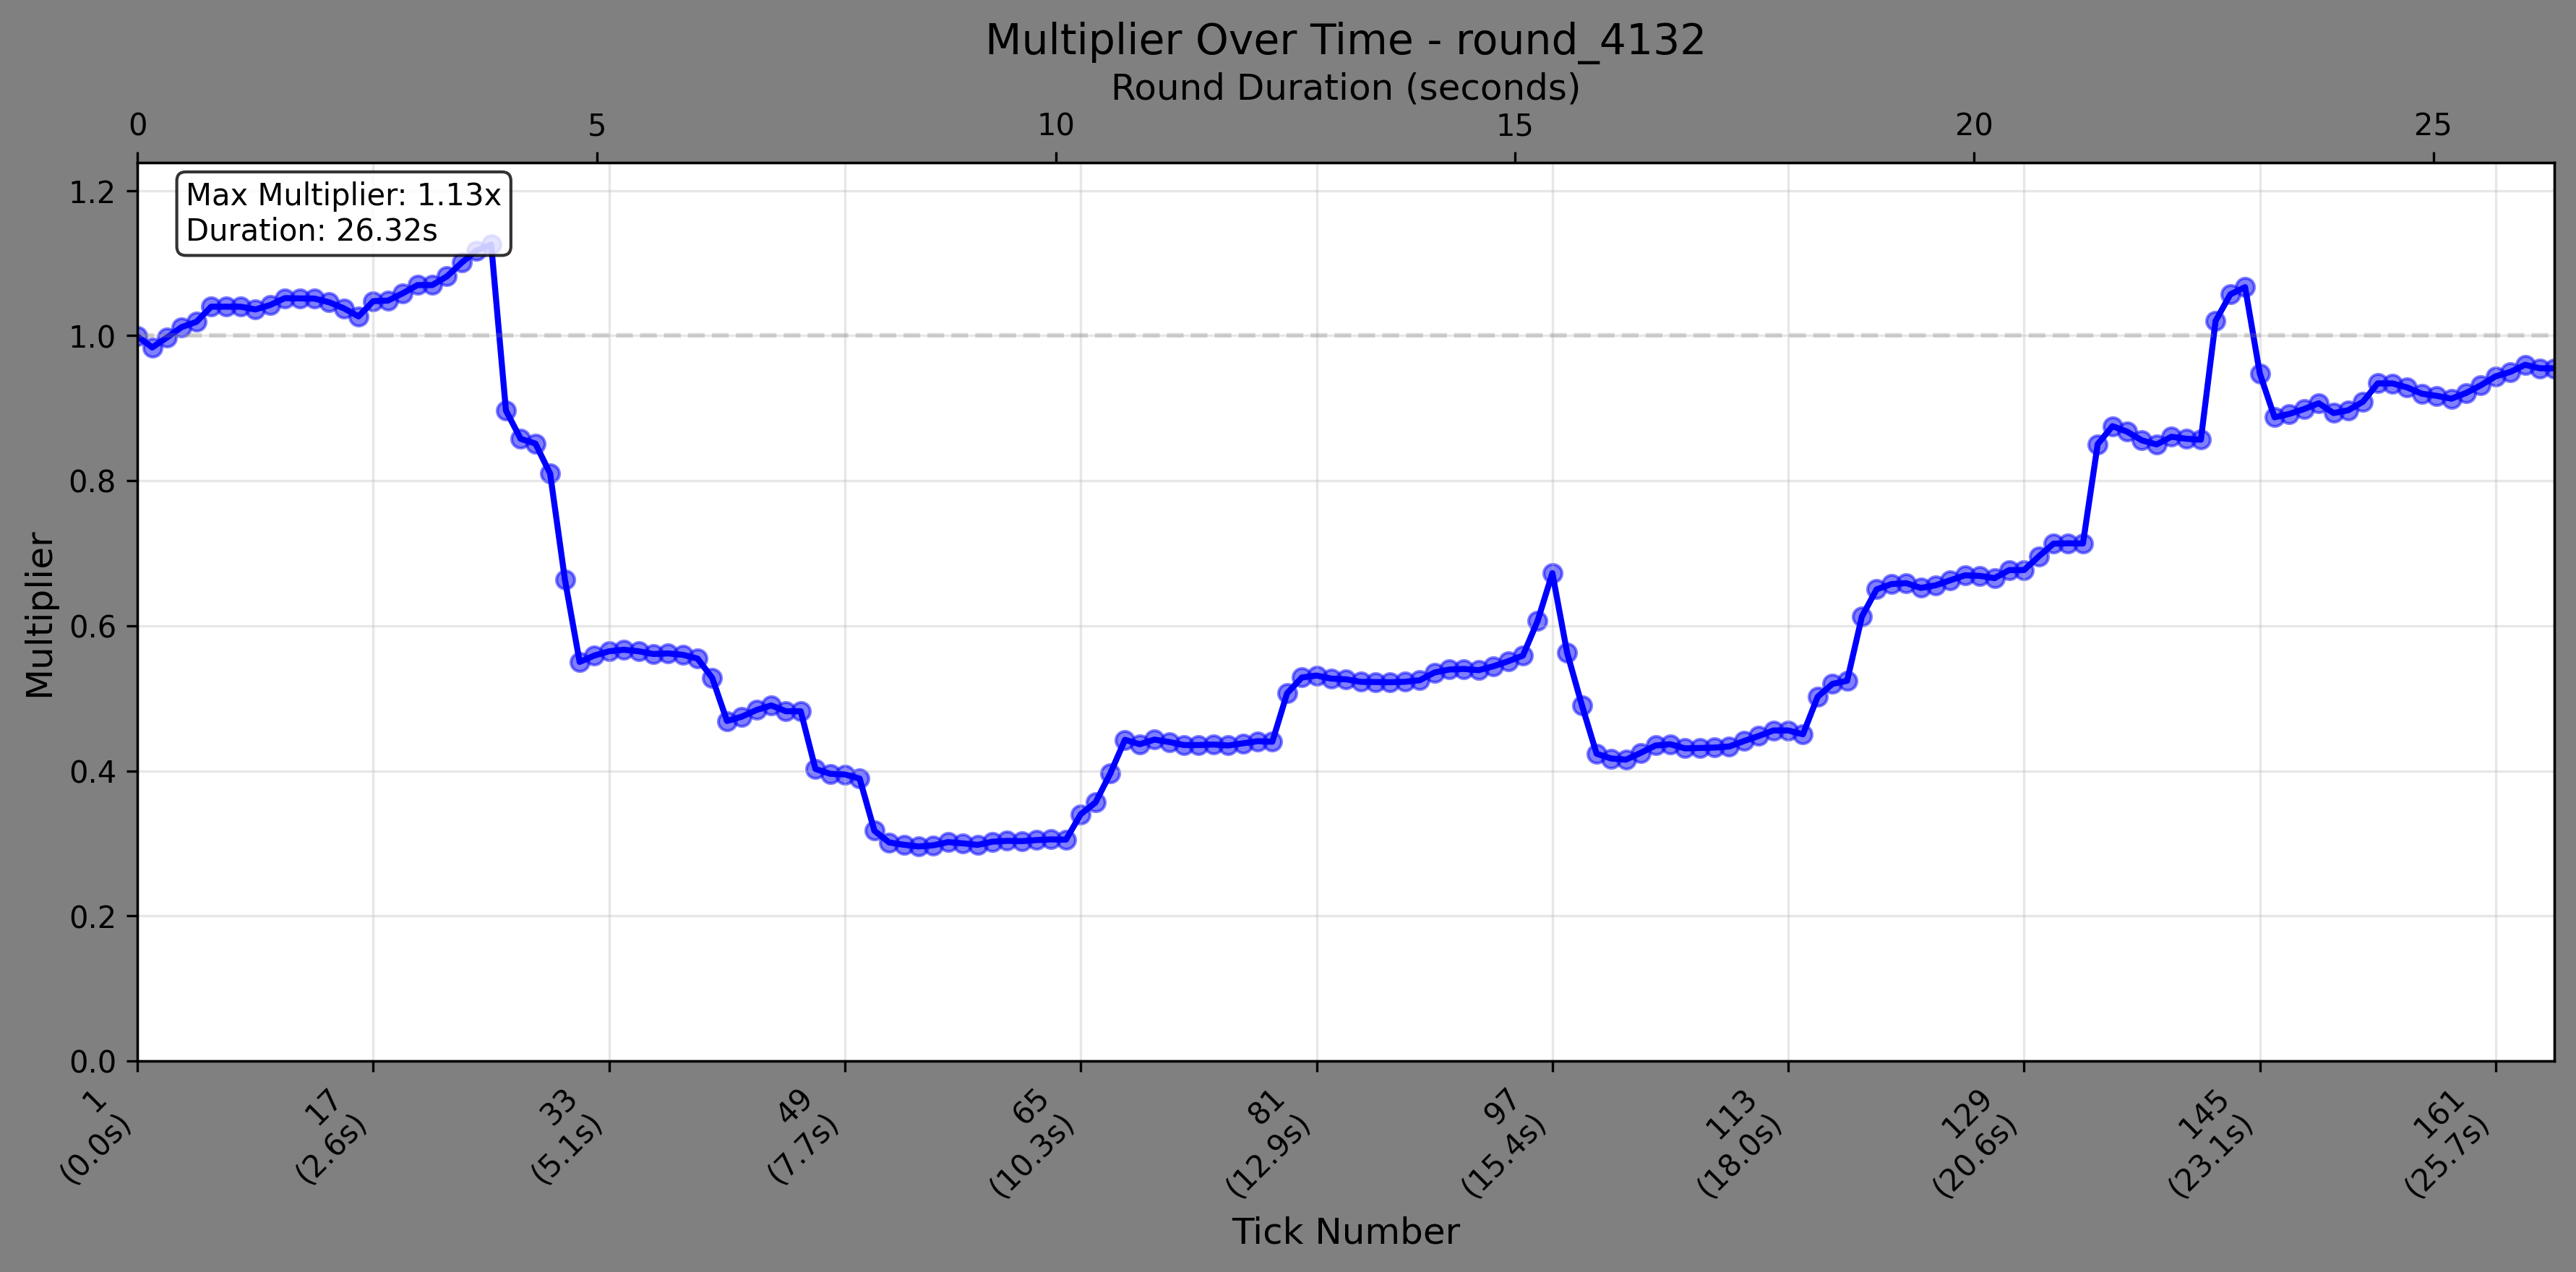 Multiplier Over Time - round_4132
Round Duration (seconds)
0 5 10 15 20 25
Max Multiplier: 1.13x
Duration: 26.32s
1.2
1.0
0.8
0.6
0.4
0.2
0.0
Multiplier
1 (0.0s)
17 (2.6s)
33 (5.1s)
49 (7.7s)
65 (10.3s)
81 (12.9s)
97 (15.4s)
113 (18.0s)
129 (20.6s)
145 (23.1s)
161 (25.7s)
Tick Number